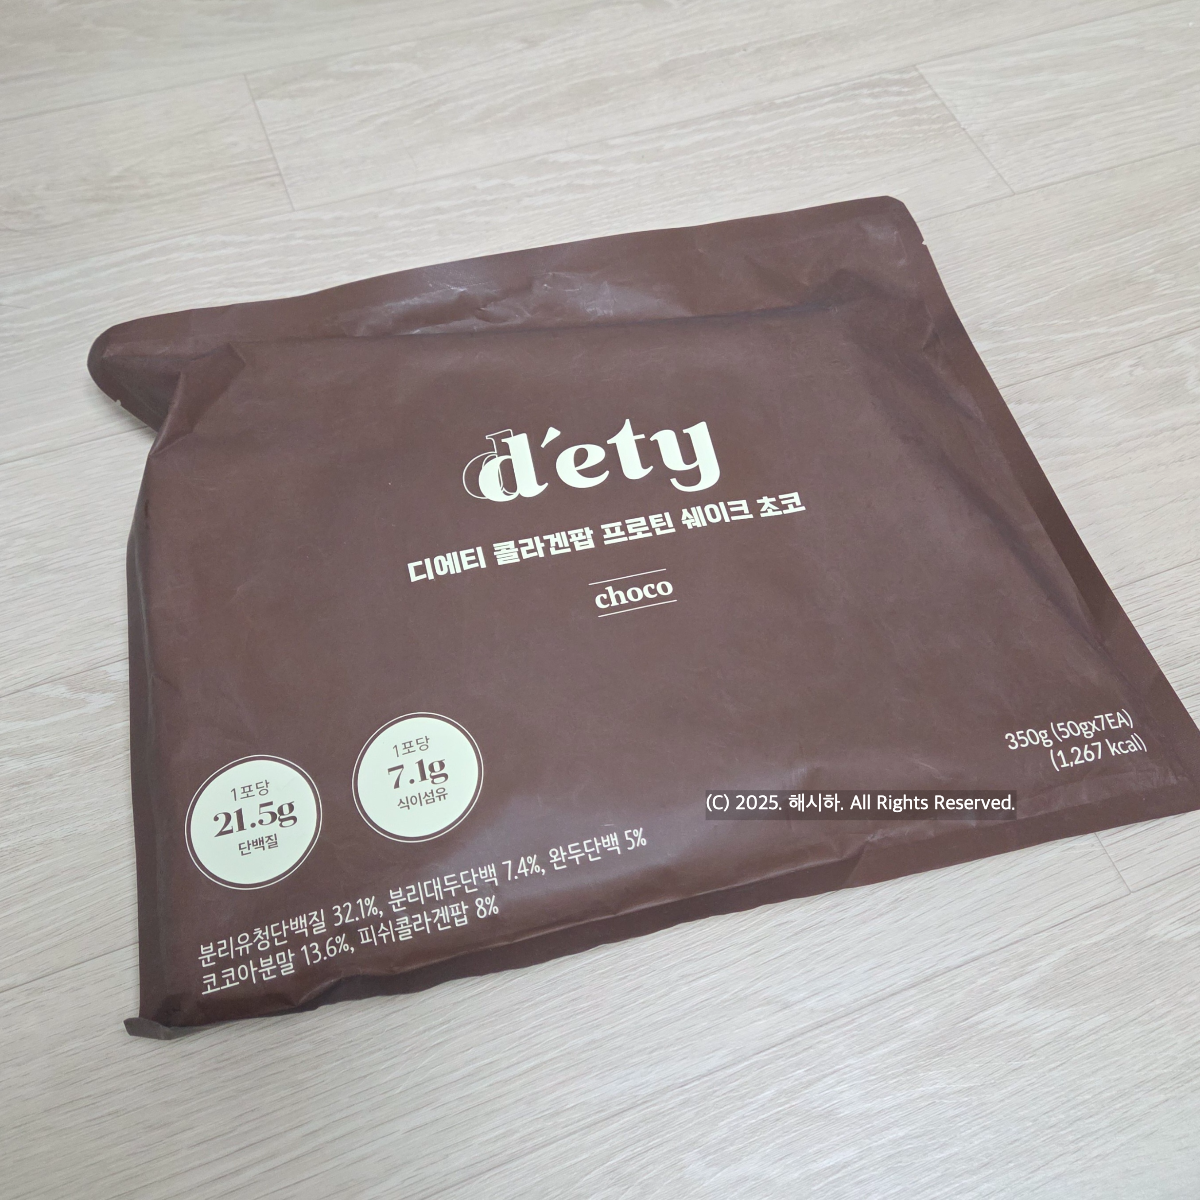 d'ety
디에티 콜라겐팝 프로틴 쉐이크 초코
choco
1포당
21.5g
단백질
1포당
7.1g
식이섬유
350g (50gx7EA)
(1,267 kcal)
(C) 2025. 해시하. All Rights Reserved.
분리유청단백질 32.1%, 분리대두단백 7.4%, 완두단백 5%
코코아분말 13.6%, 피쉬콜라겐팝 8%